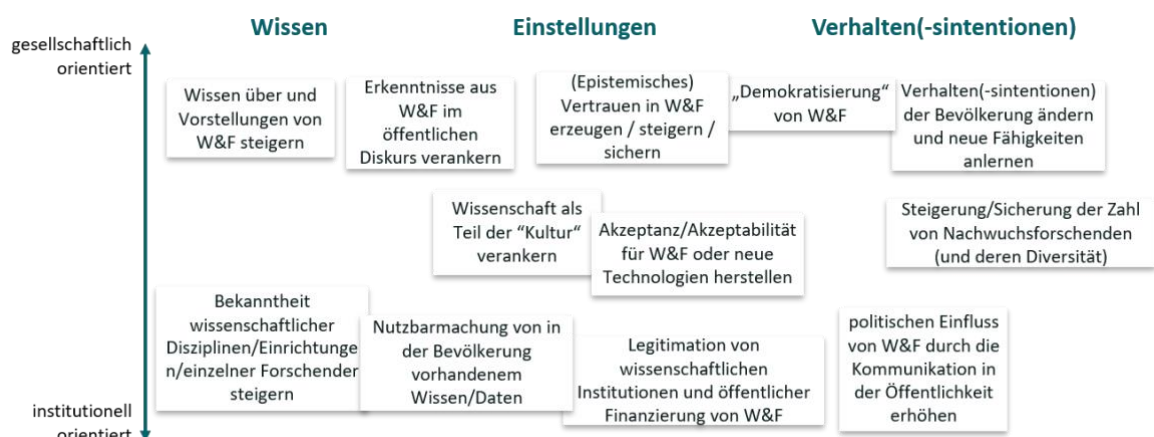 Wissen
Einstellungen
Verhalten(-sintentionen)
gesellschaftlich
orientiert
Wissen über und
Vorstellungen von
W&F steigern
Erkenntnisse aus
W&F im
öffentlichen
Diskurs verankern
(Epistemisches)
Vertrauen in W&F
erzeugen / steigern /
sichern
„Demokratisierung“
von W&F
Verhalten(-sintentionen)
der Bevölkerung ändern
und neue Fähigkeiten
anlernen
Wissenschaft als
Teil der “Kultur“
verankern
Akzeptanz/Akzeptabilität
für W&F oder neue
Technologien herstellen
Steigerung/Sicherung der Zahl
von Nachwuchsforschenden
(und deren Diversität)
Bekanntheit
wissenschaftlicher
Disziplinen/Einrichtunge
n/einzelner Forschender
steigern
Nutzbarmachung von in
der Bevölkerung
vorhandenem
Wissen/Daten
Legitimation von
wissenschaftlichen
Institutionen und öffentlicher
Finanzierung von W&F
politischen Einfluss
von W&F durch die
Kommunikation in
der Öffentlichkeit
erhöhen
institutionell
orientiert